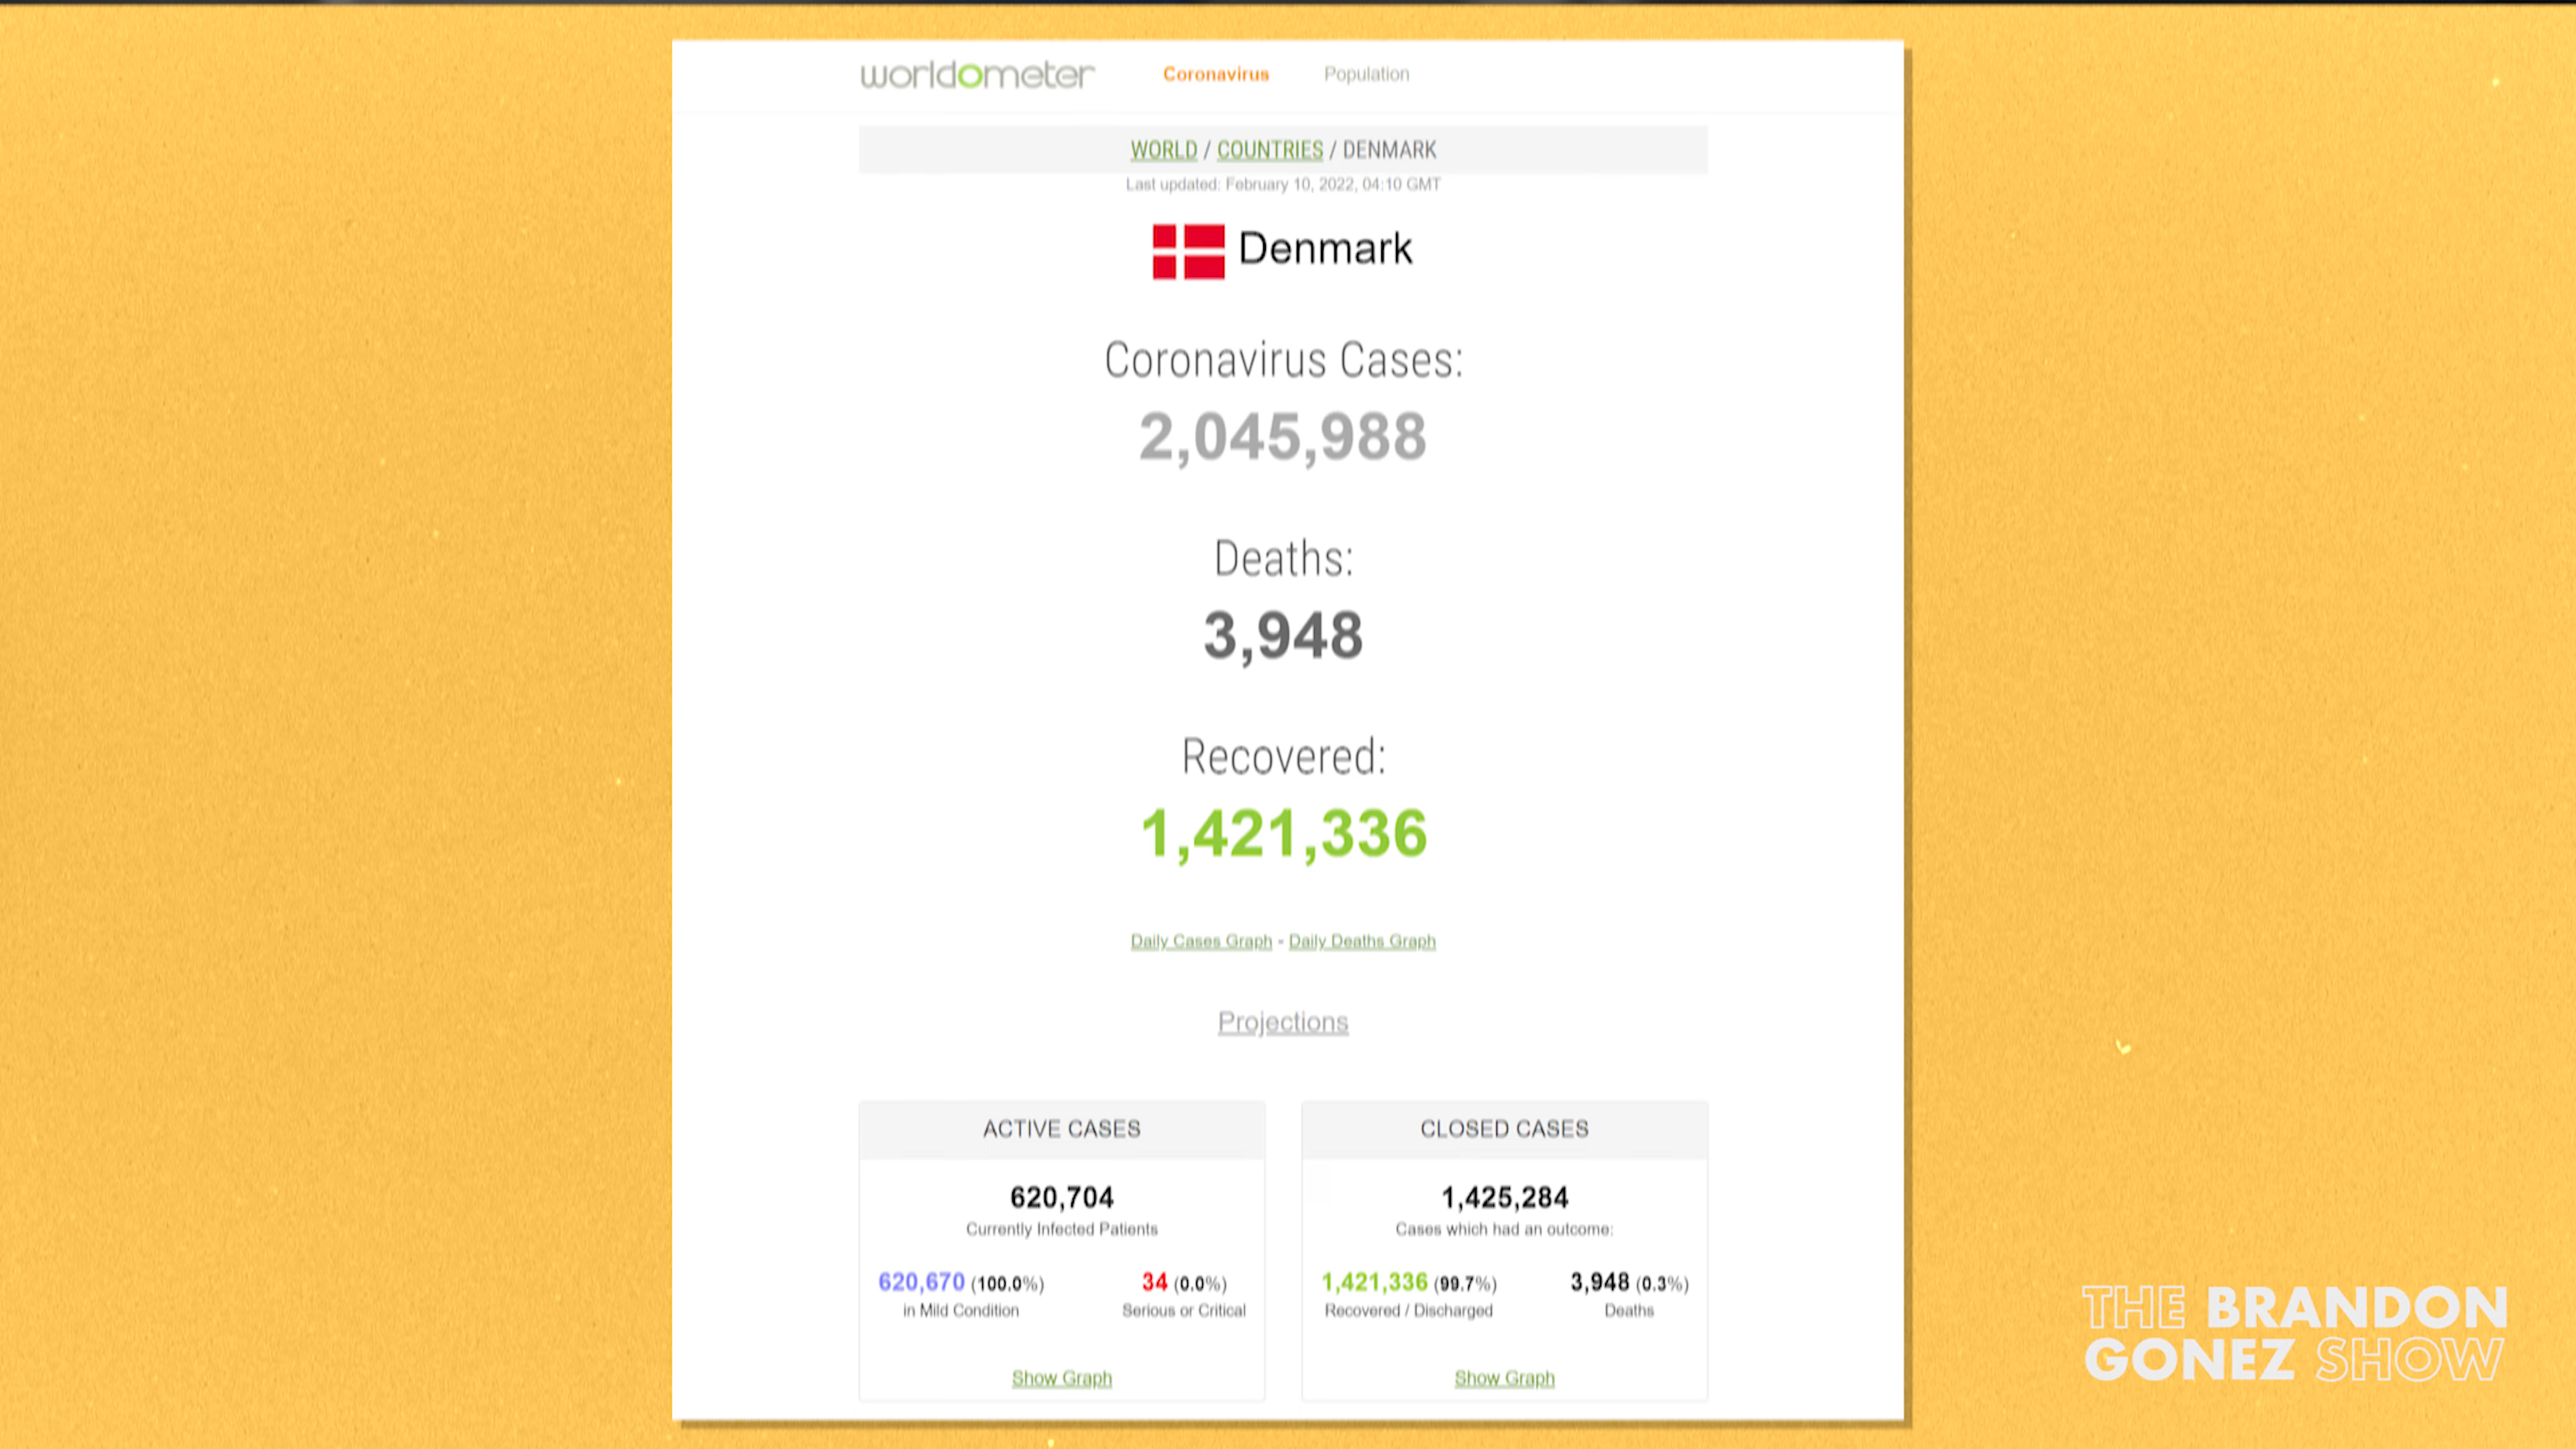 worldometer Coronavirus Population
WORLD / COUNTRIES / DENMARK
Last updated: February 10, 2022, 04:10 GMT
Denmark
Coronavirus Cases:
2,045,988
Deaths:
3,948
Recovered:
1,421,336
Daily Cases Graph - Daily Deaths Graph
Projections
ACTIVE CASES
620,704
Currently Infected Patients
620,670 (100.0%)
in Mild Condition
34 (0.0%)
Serious or Critical
Show Graph
CLOSED CASES
1,425,284
Cases which had an outcome:
1,421,336 (99.7%)
Recovered / Discharged
3,948 (0.3%)
Deaths
Show Graph
THE BRANDON
GONEZ SHOW